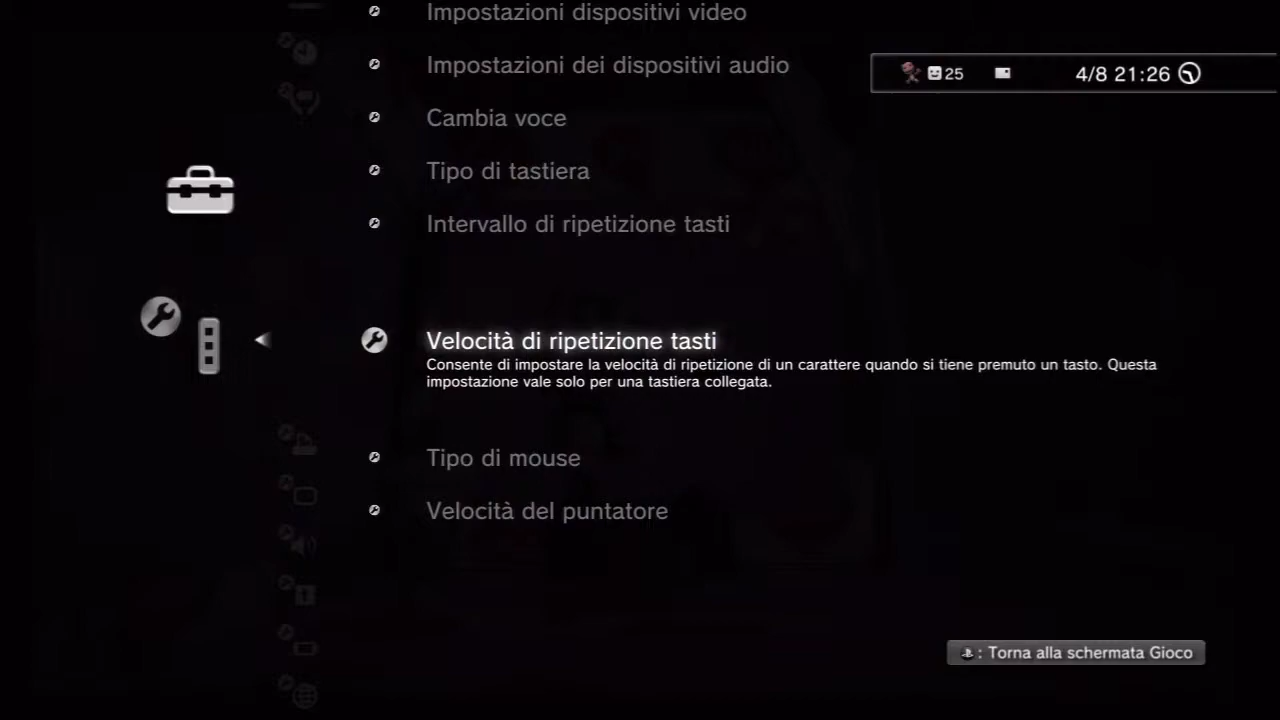 Impostazioni dispositivi video
Impostazioni dei dispositivi audio
25
4/8 21:26
Cambia voce
Tipo di tastiera
Intervallo di ripetizione tasti
Velocità di ripetizione tasti
Consente di impostare la velocità di ripetizione di un carattere quando si tiene premuto un tasto. Questa
impostazione vale solo per una tastiera collegata.
Tipo di mouse
Velocità del puntatore
: Torna alla schermata Gioco